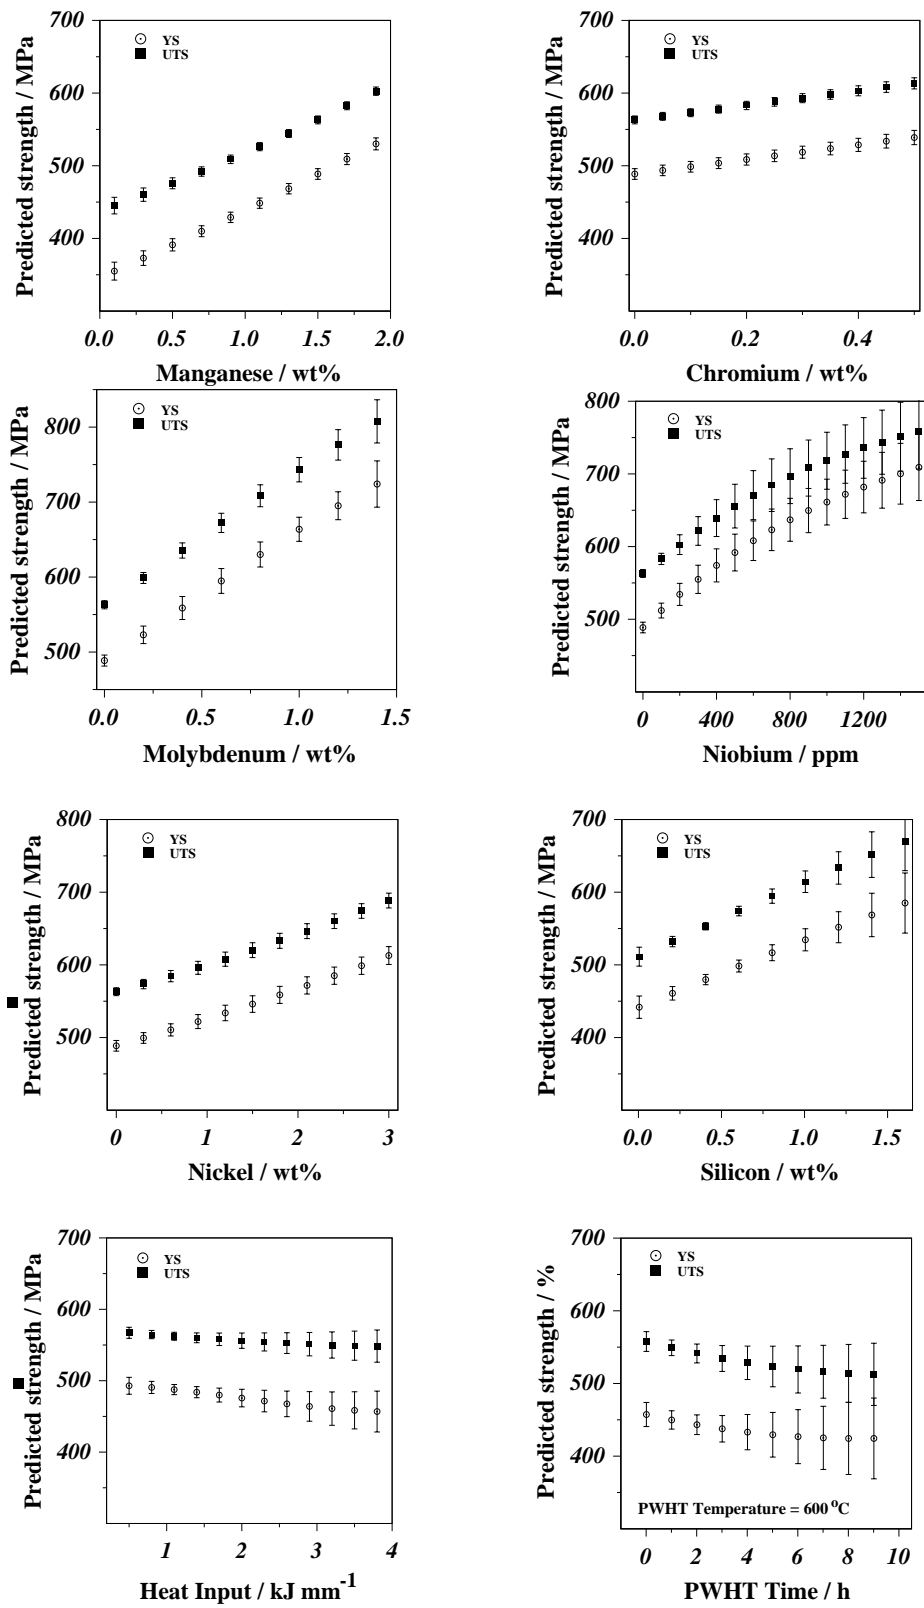 700
600
500
400
Predicted strength / MPa
YS
UTS
0.0 0.5 1.0 1.5 2.0
Manganese / wt%
700
600
500
400
Predicted strength / MPa
YS
UTS
0.0 0.2 0.4
Chromium / wt%
800
700
600
500
Predicted strength / MPa
YS
UTS
0.0 0.5 1.0 1.5
Molybdenum / wt%
800
700
600
500
Predicted strength / MPa
YS
UTS
0 400 800 1200
Niobium / ppm
800
700
600
500
Predicted strength / MPa
YS
UTS
0 1 2 3
Nickel / wt%
700
600
500
400
Predicted strength / MPa
YS
UTS
0.0 0.5 1.0 1.5
Silicon / wt%
700
600
500
400
Predicted strength / MPa
YS
UTS
1 2 3 4
Heat Input / kJ mm⁻¹
700
600
500
400
Predicted strength / %
YS
UTS
PWHT Temperature = 600 °C
0 2 4 6 8 10
PWHT Time / h